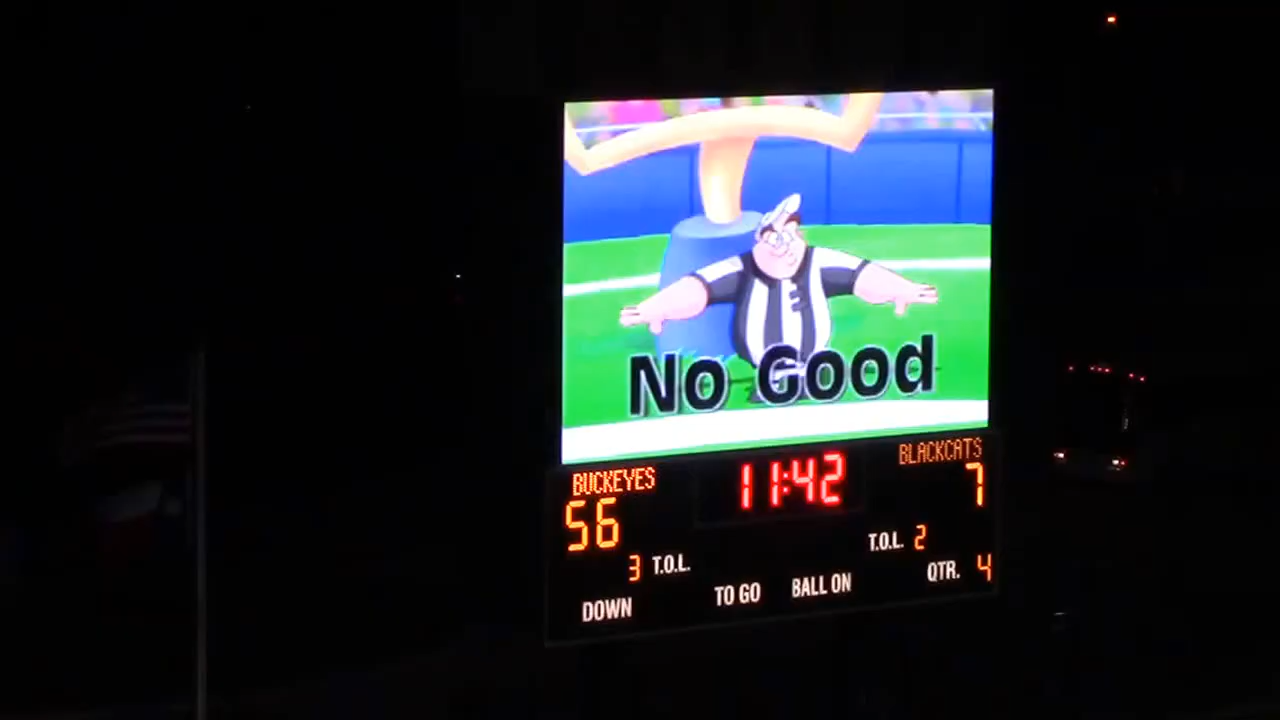 No Good
BUCKEYES 11:42 BLACKCATS
56 7
3 T.O.L. T.O.L. 2
DOWN TO GO BALL ON QTR. 4